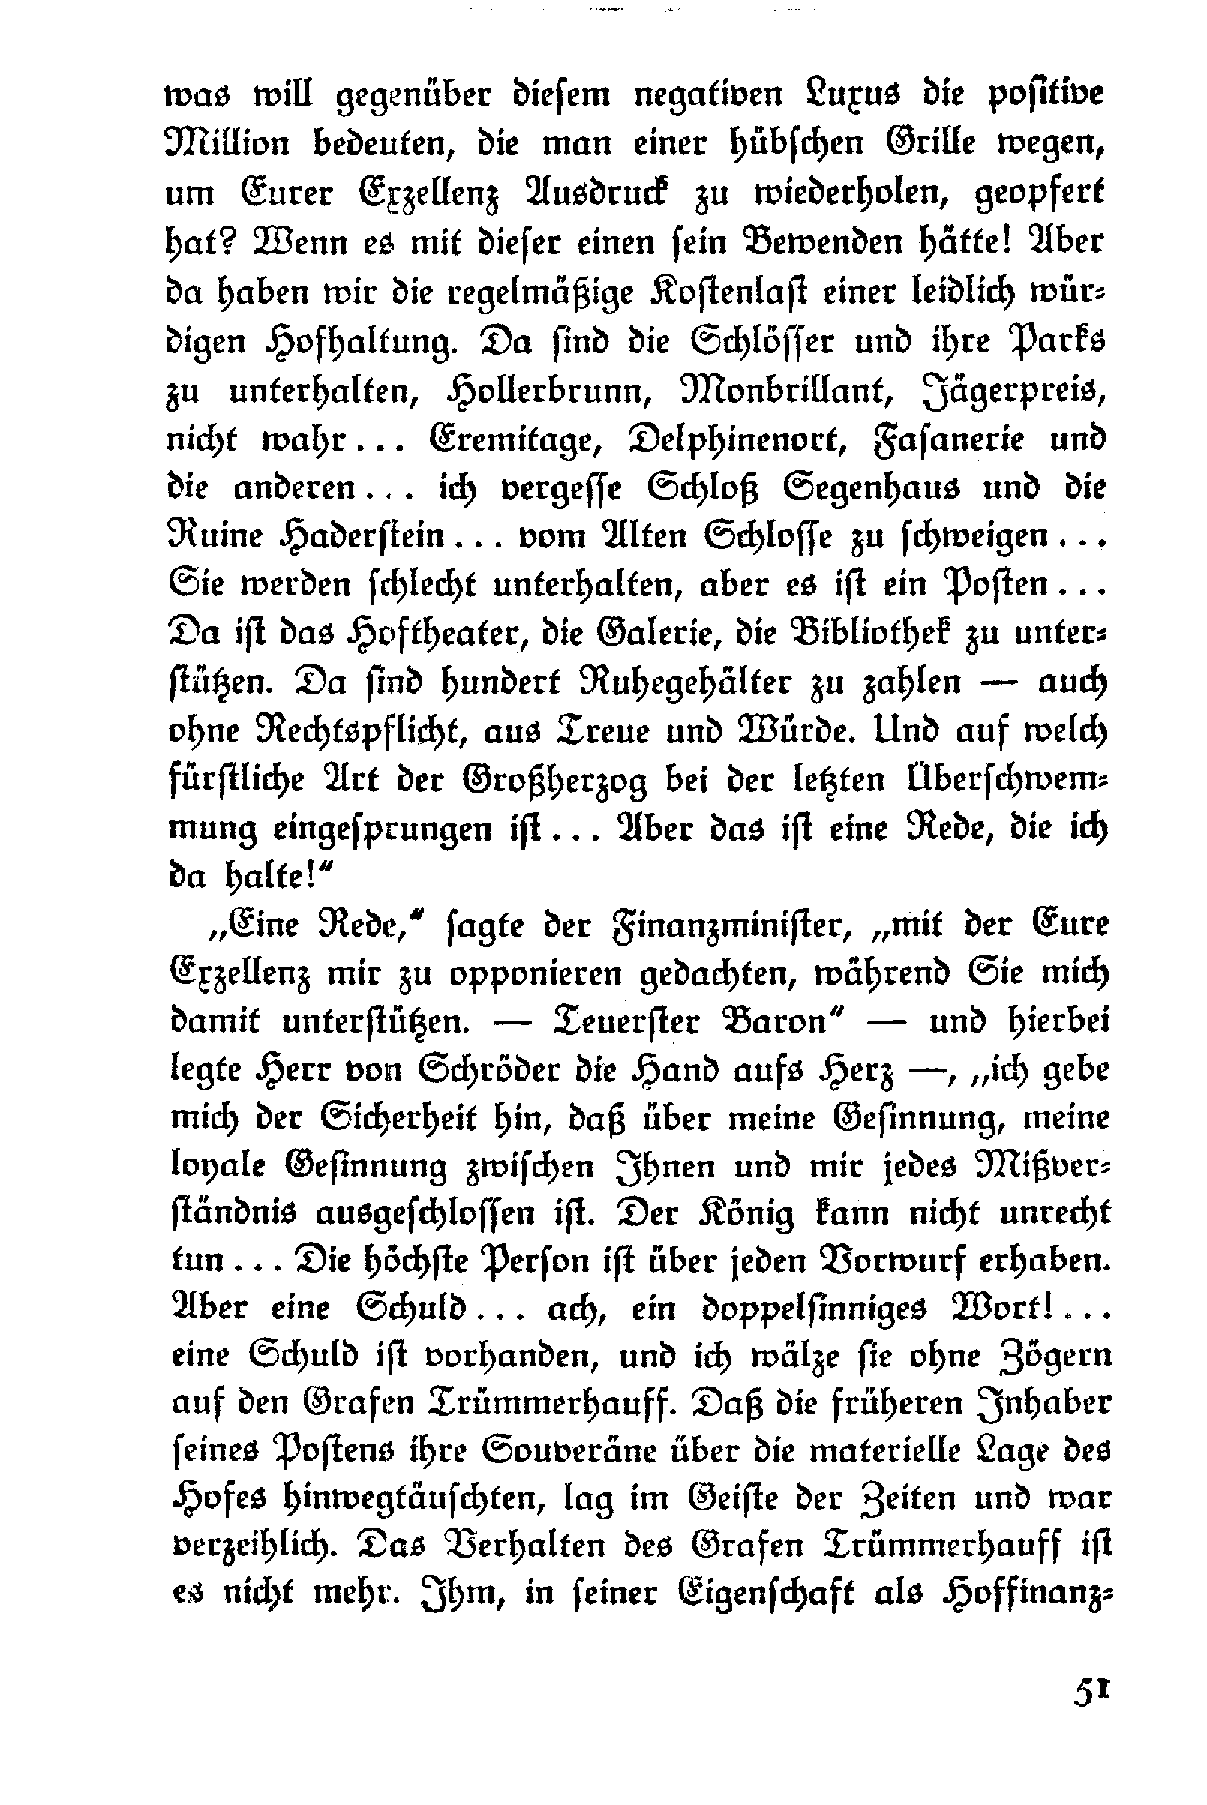 was will gegenüber dieſem negativen Luxus die poſitive
Million bedeuten, die man einer hübſchen Grille wegen,
um Eurer Exzellenz Ausdruck zu wiederholen, geopfert
hat? Wenn es mit dieſer einen ſein Bewenden hätte! Aber
da haben wir die regelmäßige Koſtenlaſt einer leidlich wür⸗
digen Hofhaltung. Da ſind die Schlöſſer und ihre Parks
zu unterhalten, Hollerbrunn, Monbrillant, Jägerpreis,
nicht wahr... Eremitage, Delphinenort, Faſanerie und
die anderen... ich vergeſſe Schloß Segenhaus und die
Ruine Haderſtein... vom Alten Schloſſe zu ſchweigen...
Sie werden ſchlecht unterhalten, aber es iſt ein Poſten...
Da iſt das Hoftheater, die Galerie, die Bibliothek zu unter⸗
ſtützen. Da ſind hundert Ruhegehälter zu zahlen — auch
ohne Rechtspflicht, aus Treue und Würde. Und auf welch
fürſtliche Art der Großherzog bei der letzten Überſchwem⸗
mung eingeſprungen iſt... Aber das iſt eine Rede, die ich
da halte!“
„Eine Rede,“ ſagte der Finanzminiſter, „mit der Eure
Exzellenz mir zu opponieren gedachten, während Sie mich
damit unterſtützen. — Teuerſter Baron“ — und hierbei
legte Herr von Schröder die Hand aufs Herz —, „ich gebe
mich der Sicherheit hin, daß über meine Geſinnung, meine
loyale Geſinnung zwiſchen Ihnen und mir jedes Mißver⸗
ſtändnis ausgeſchloſſen iſt. Der König kann nicht unrecht
tun... Die höchſte Perſon iſt über jeden Vorwurf erhaben.
Aber eine Schuld... ach, ein doppelſinniges Wort!...
eine Schuld iſt vorhanden, und ich wälze ſie ohne Zögern
auf den Grafen Trümmerhauff. Daß die früheren Inhaber
ſeines Poſtens ihre Souveräne über die materielle Lage des
Hofes hinwegtäuſchten, lag im Geiſte der Zeiten und war
verzeihlich. Das Verhalten des Grafen Trümmerhauff iſt
es nicht mehr. Ihm, in ſeiner Eigenſchaft als Hoffinanz⸗
51